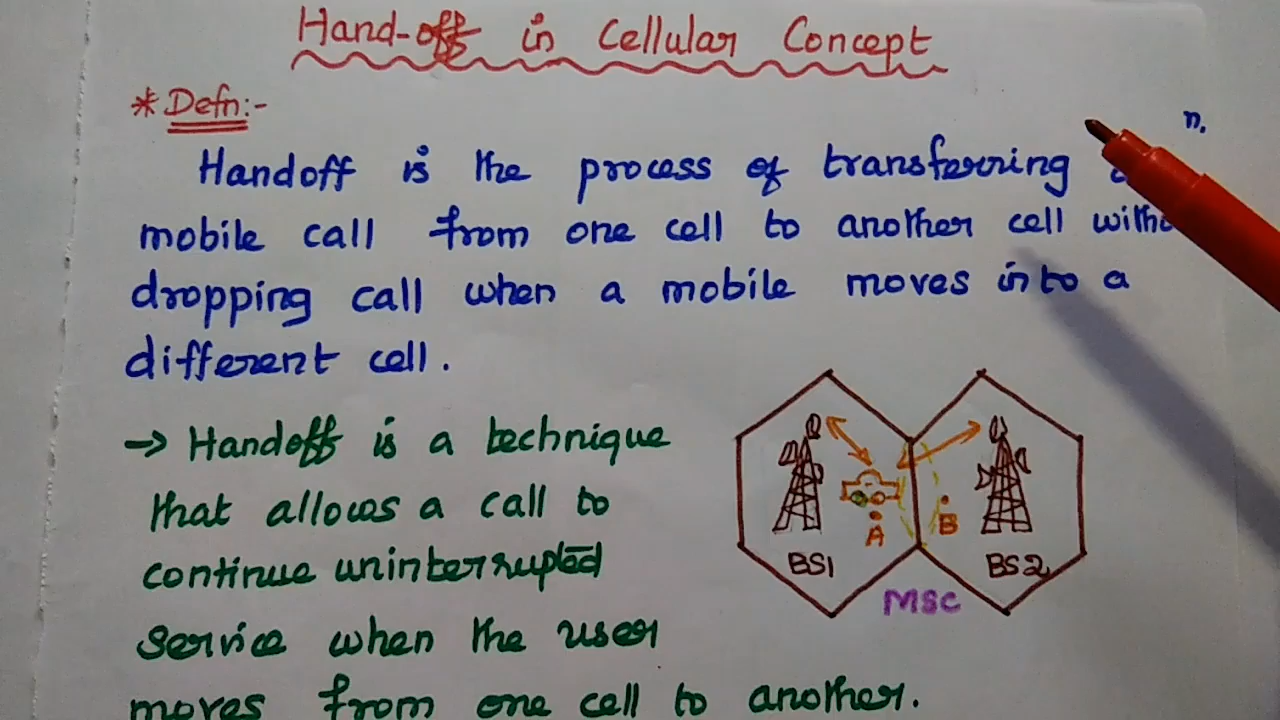 Hand-off in Cellular Concept
* Defn:-
n.
Handoff is the process of transferring
mobile call from one cell to another cell
dropping call when a mobile moves into a
different cell.
→ Handoff is a technique
that allows a call to
continue uninterrupted
service when the user
moves from one cell to another.
A B
BS1 BS2
MSC